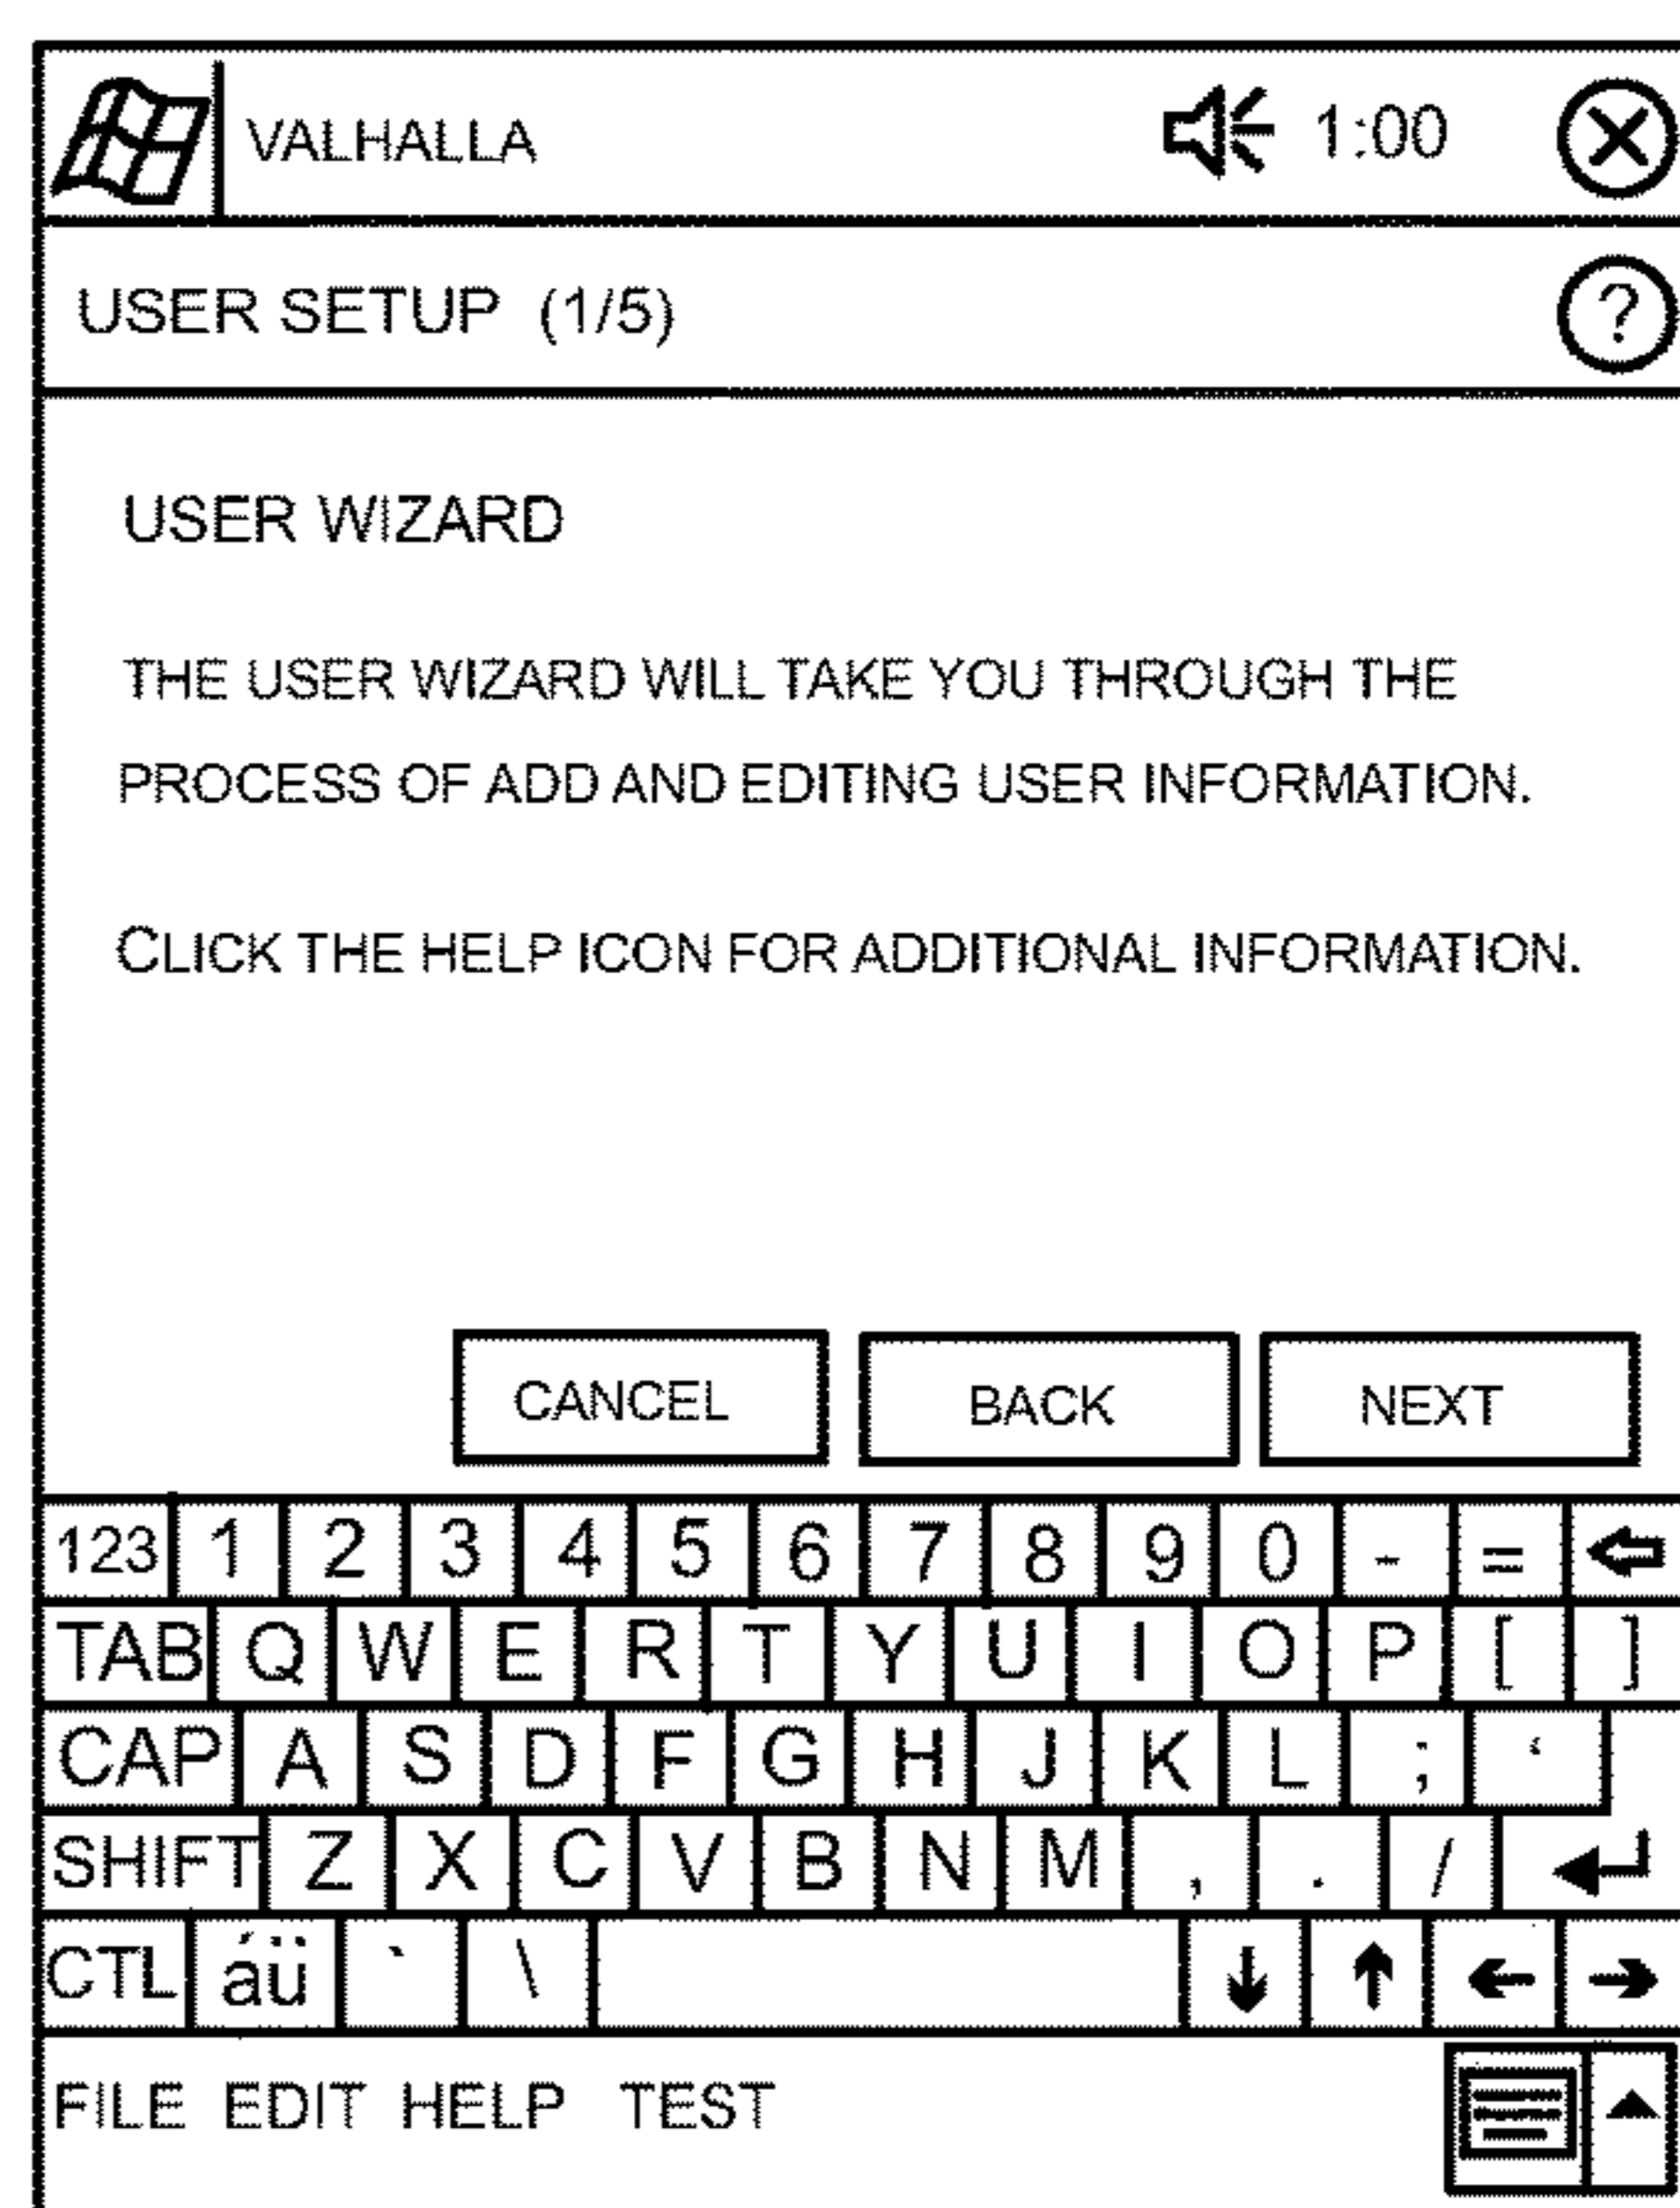 VALHALLA 1:00
USER SETUP (1/5) ?
USER WIZARD
THE USER WIZARD WILL TAKE YOU THROUGH THE
PROCESS OF ADD AND EDITING USER INFORMATION.
CLICK THE HELP ICON FOR ADDITIONAL INFORMATION.
CANCEL BACK NEXT
123 1 2 3 4 5 6 7 8 9 0 - =
TAB Q W E R T Y U I O P [ ]
CAP A S D F G H J K L ; ‘
SHIFT Z X C V B N M , . /
CTL áü ` \
FILE EDIT HELP TEST